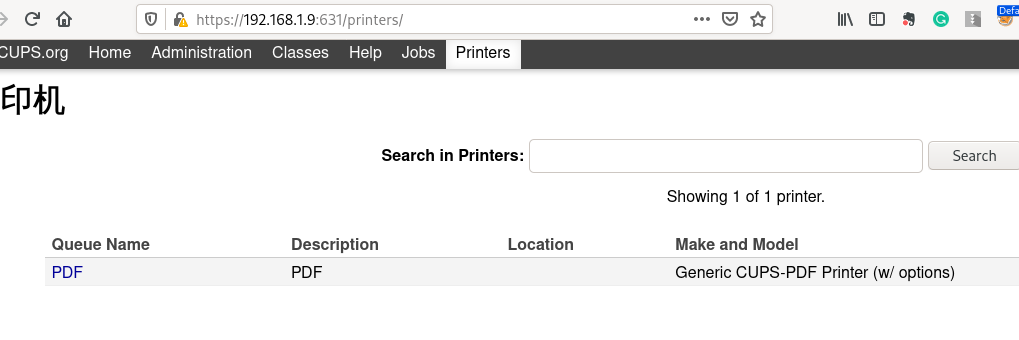 https://192.168.1.9:631/printers/
Defa
CUPS.org Home Administration Classes Help Jobs Printers
印机
Search in Printers: Search
Showing 1 of 1 printer.
Queue Name Description Location Make and Model
PDF PDF Generic CUPS-PDF Printer (w/ options)